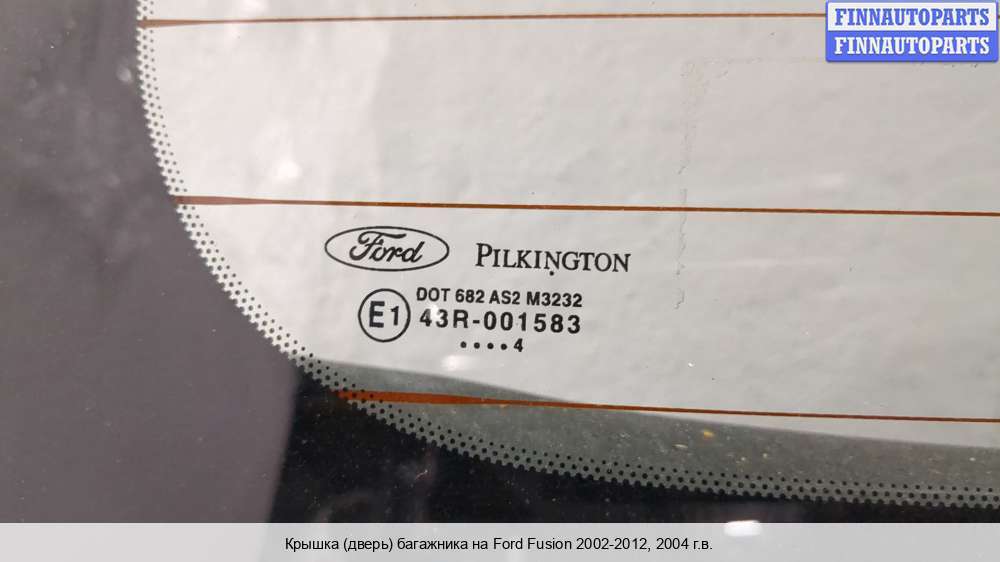 FINNAUTOPARTS
FINNAUTOPARTS
Ford PILKINGTON
DOT 682 AS2 M3232
E1 43R-001583
••••4
Крышка (дверь) багажника на Ford Fusion 2002-2012, 2004 г.в.